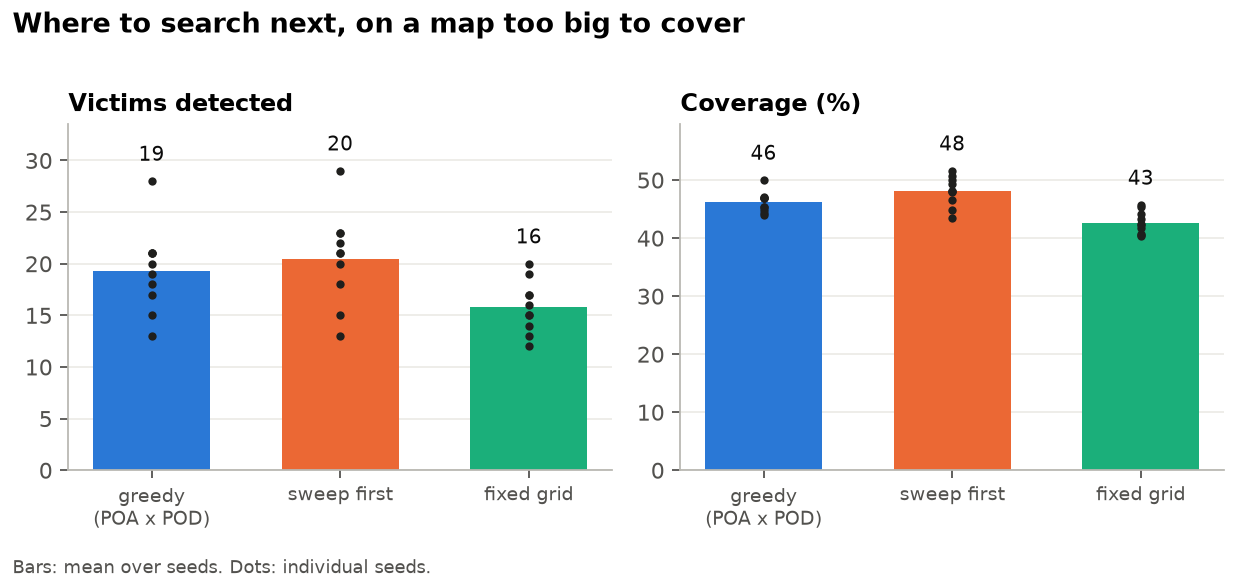 Where to search next, on a map too big to cover
Victims detected
30
25
20
15
10
5
0
19
20
16
greedy
(POA x POD)
sweep first
fixed grid
Coverage (%)
50
40
30
20
10
0
46
48
43
greedy
(POA x POD)
sweep first
fixed grid
Bars: mean over seeds. Dots: individual seeds.